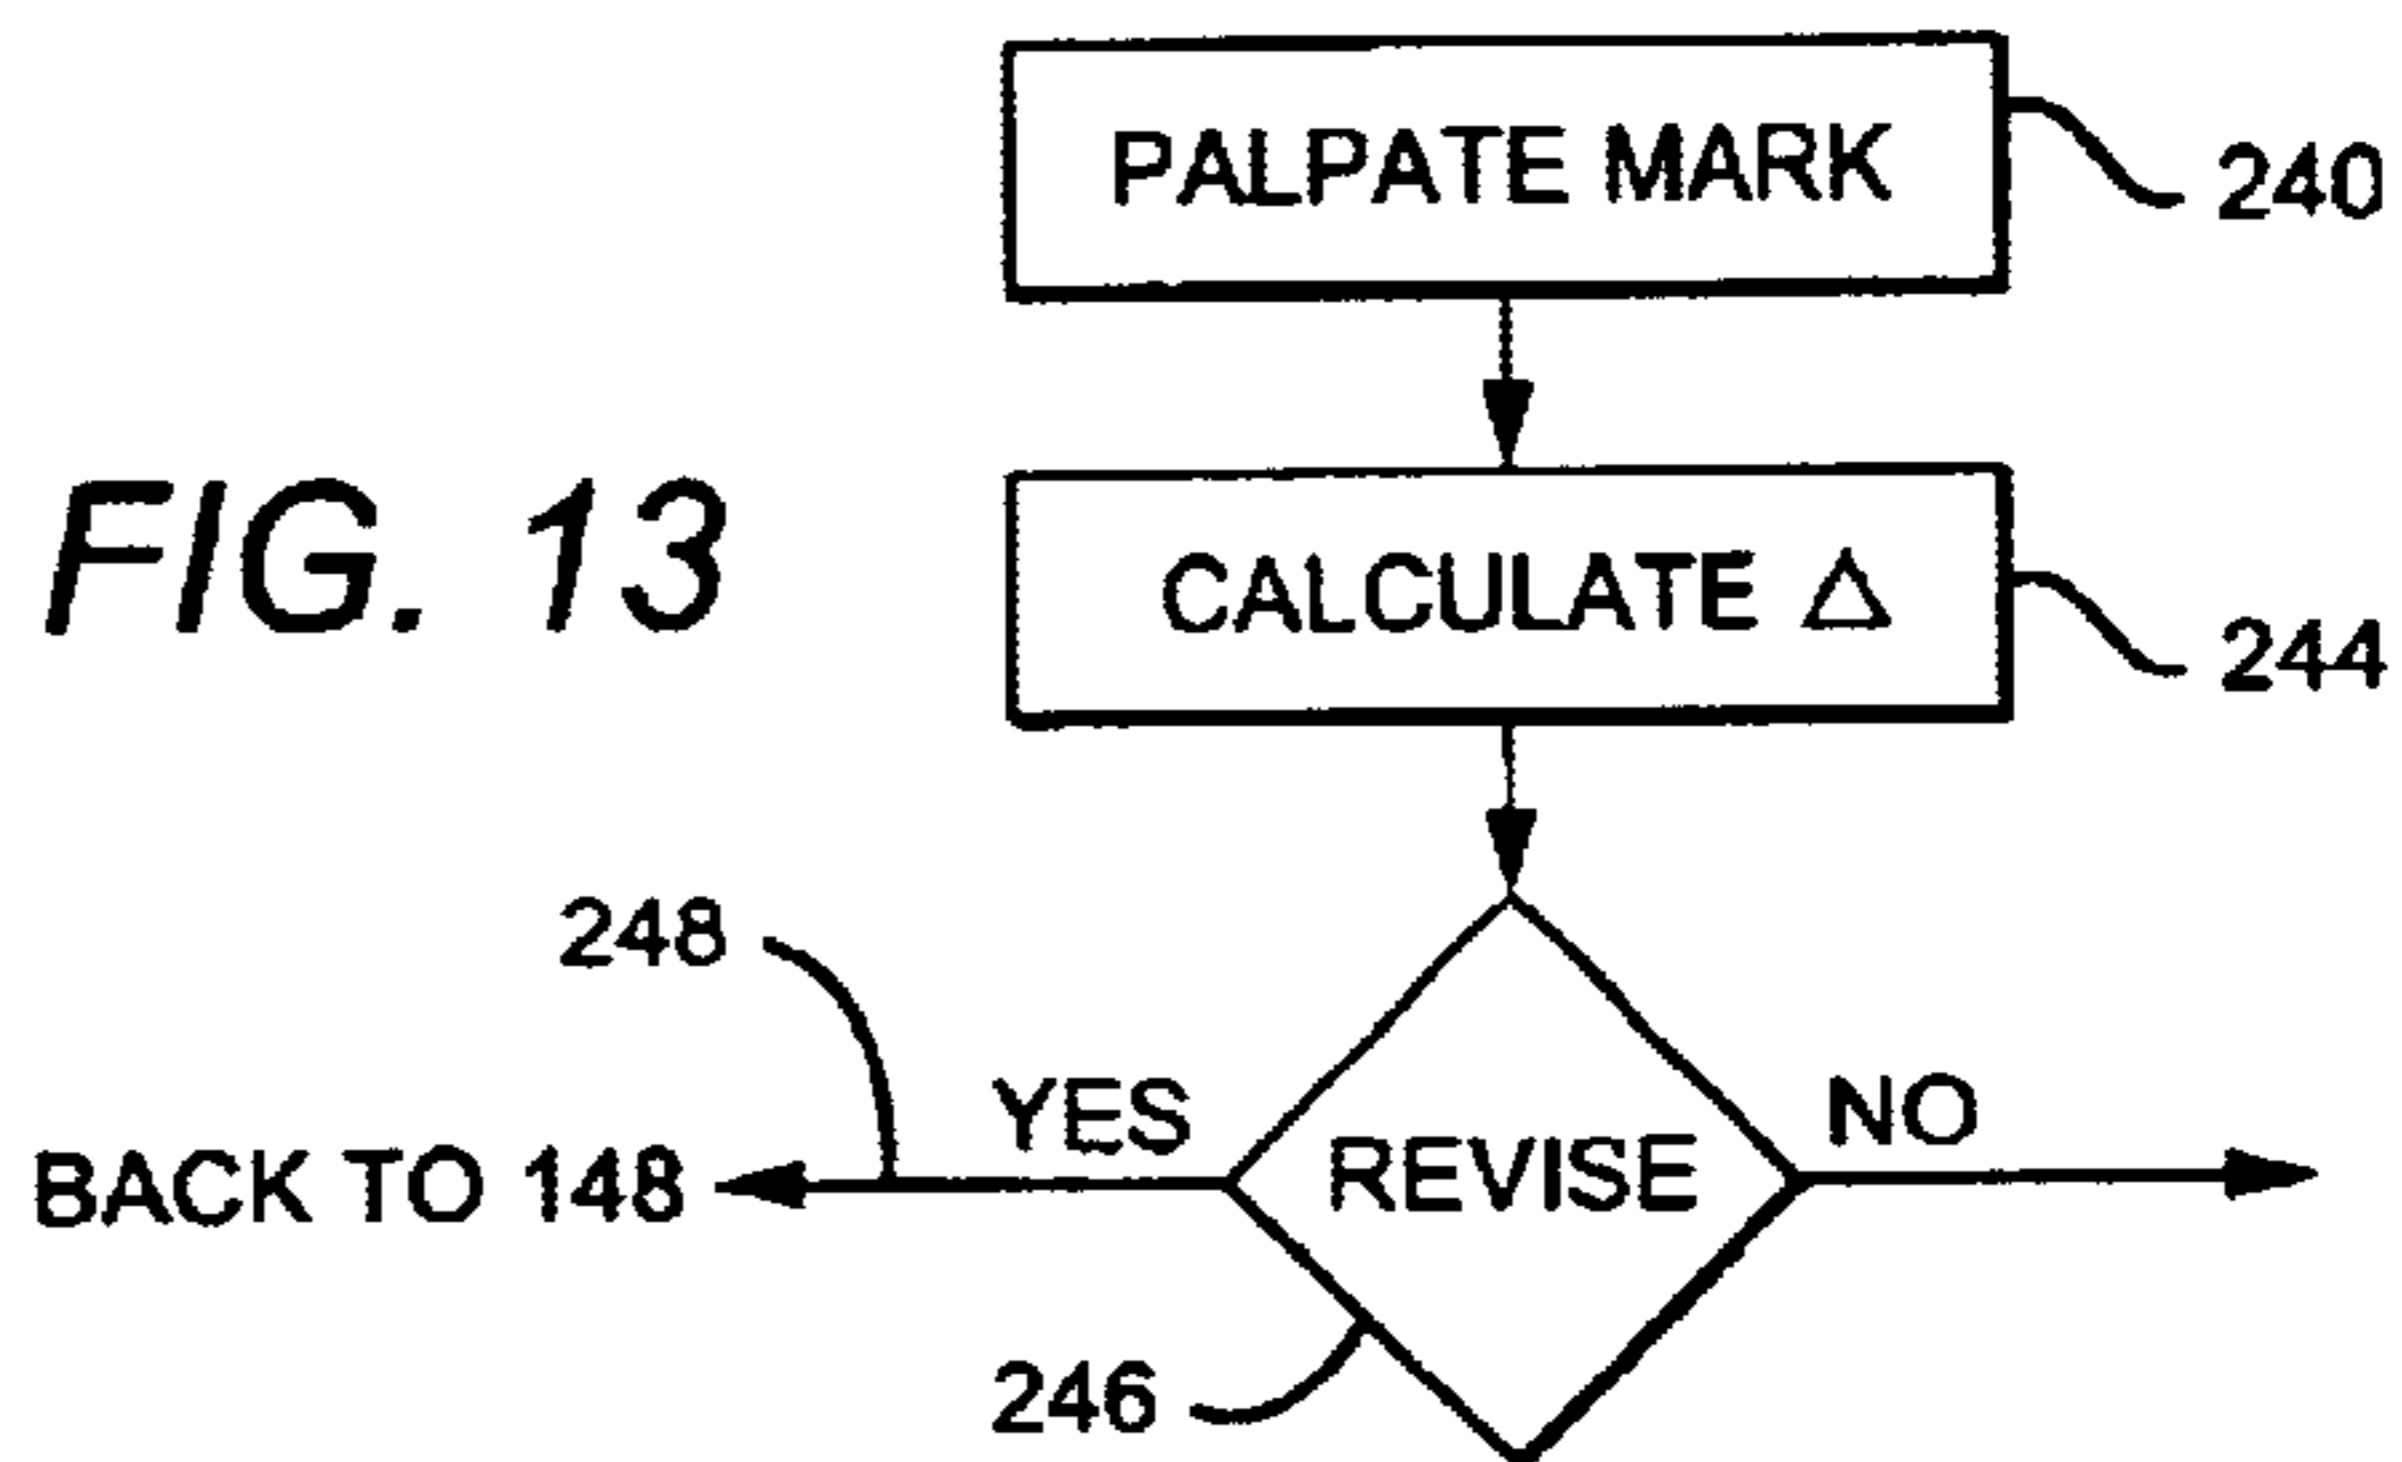 PALPATE MARK
240
FIG. 13
CALCULATE △
244
248
YES
NO
BACK TO 148
REVISE
246